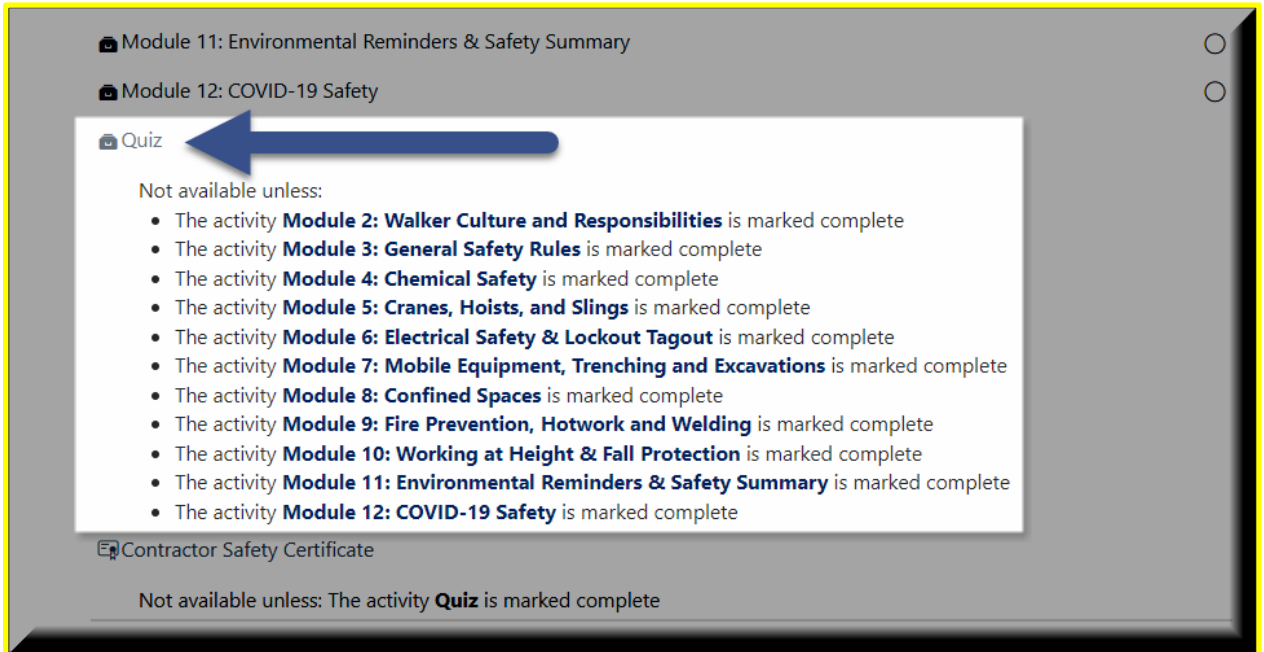 Module 11: Environmental Reminders & Safety Summary
Module 12: COVID-19 Safety
Quiz
Not available unless:
• The activity Module 2: Walker Culture and Responsibilities is marked complete
• The activity Module 3: General Safety Rules is marked complete
• The activity Module 4: Chemical Safety is marked complete
• The activity Module 5: Cranes, Hoists, and Slings is marked complete
• The activity Module 6: Electrical Safety & Lockout Tagout is marked complete
• The activity Module 7: Mobile Equipment, Trenching and Excavations is marked complete
• The activity Module 8: Confined Spaces is marked complete
• The activity Module 9: Fire Prevention, Hotwork and Welding is marked complete
• The activity Module 10: Working at Height & Fall Protection is marked complete
• The activity Module 11: Environmental Reminders & Safety Summary is marked complete
• The activity Module 12: COVID-19 Safety is marked complete
Contractor Safety Certificate
Not available unless: The activity Quiz is marked complete